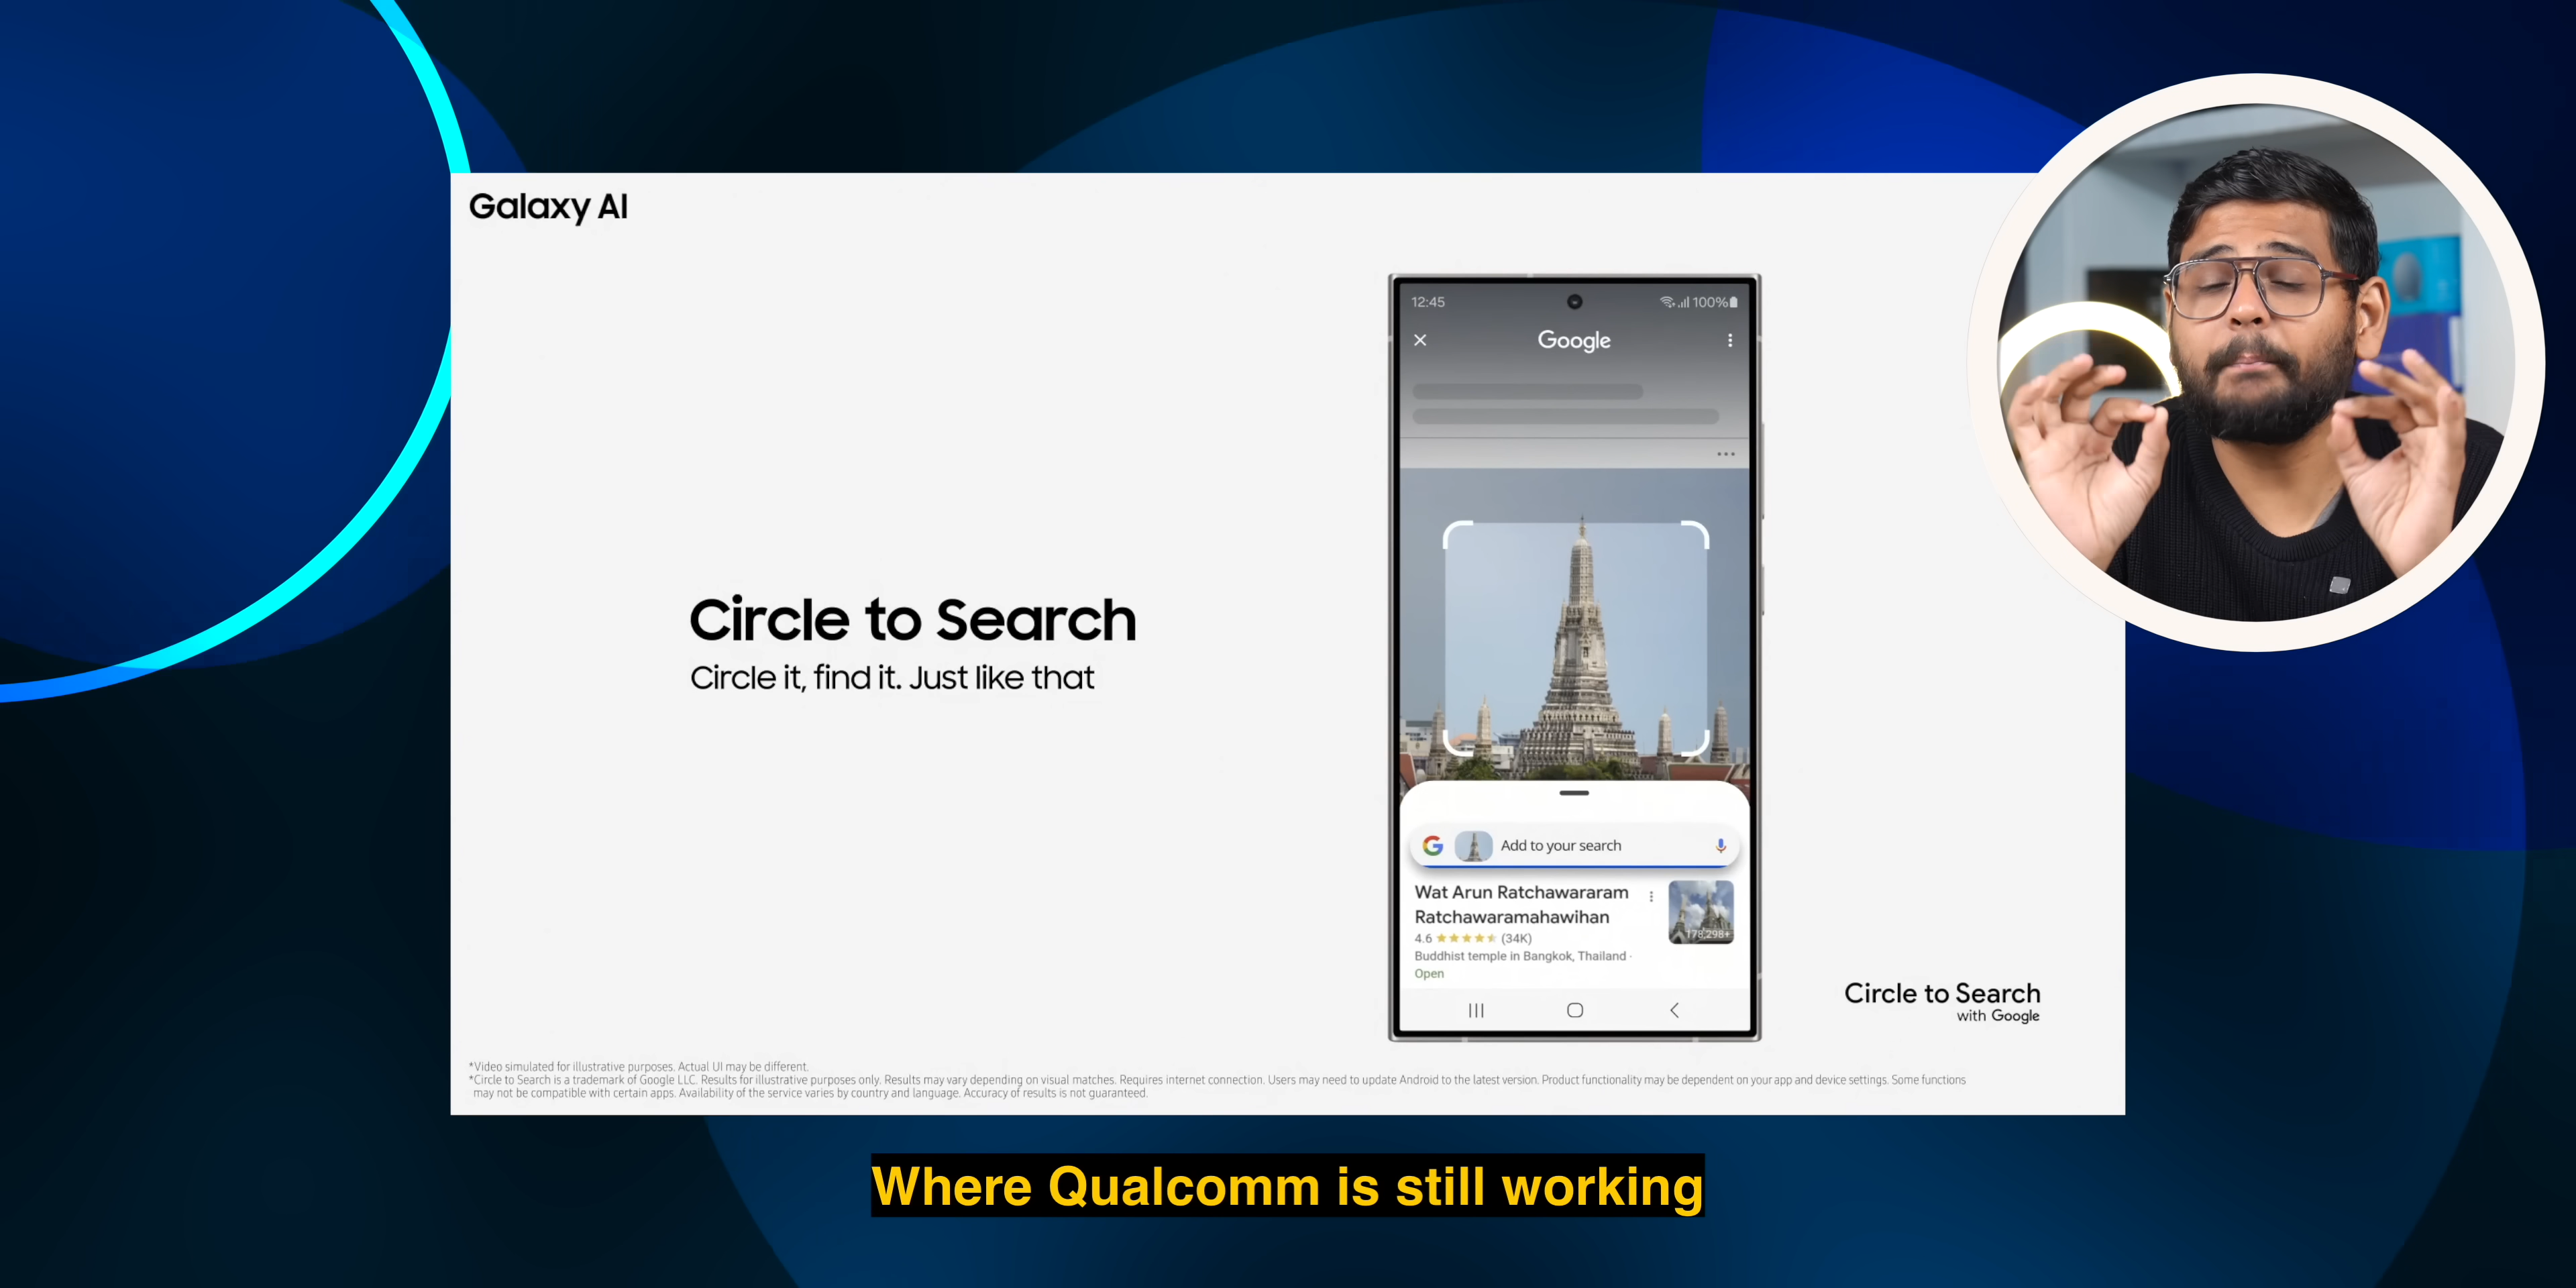 Galaxy AI
12:45
100%
Google
Circle to Search
Circle it, find it. Just like that
Add to your search
Wat Arun Ratchawararam
Ratchawaramahawihan
178,298+
4.6 ★★★★★ (34K)
Buddhist temple in Bangkok, Thailand ·
Open
Circle to Search
with Google
*Video simulated for illustrative purposes. Actual UI may be different.
*Circle to Search is a trademark of Google LLC. Results for illustrative purposes only. Results may vary depending on visual matches. Requires internet connection. Users may need to update Android to the latest version. Product functionality may be dependent on your app and device settings. Some functions
may not be compatible with certain apps. Availability of the service varies by country and language. Accuracy of results is not guaranteed.
Where Qualcomm is still working